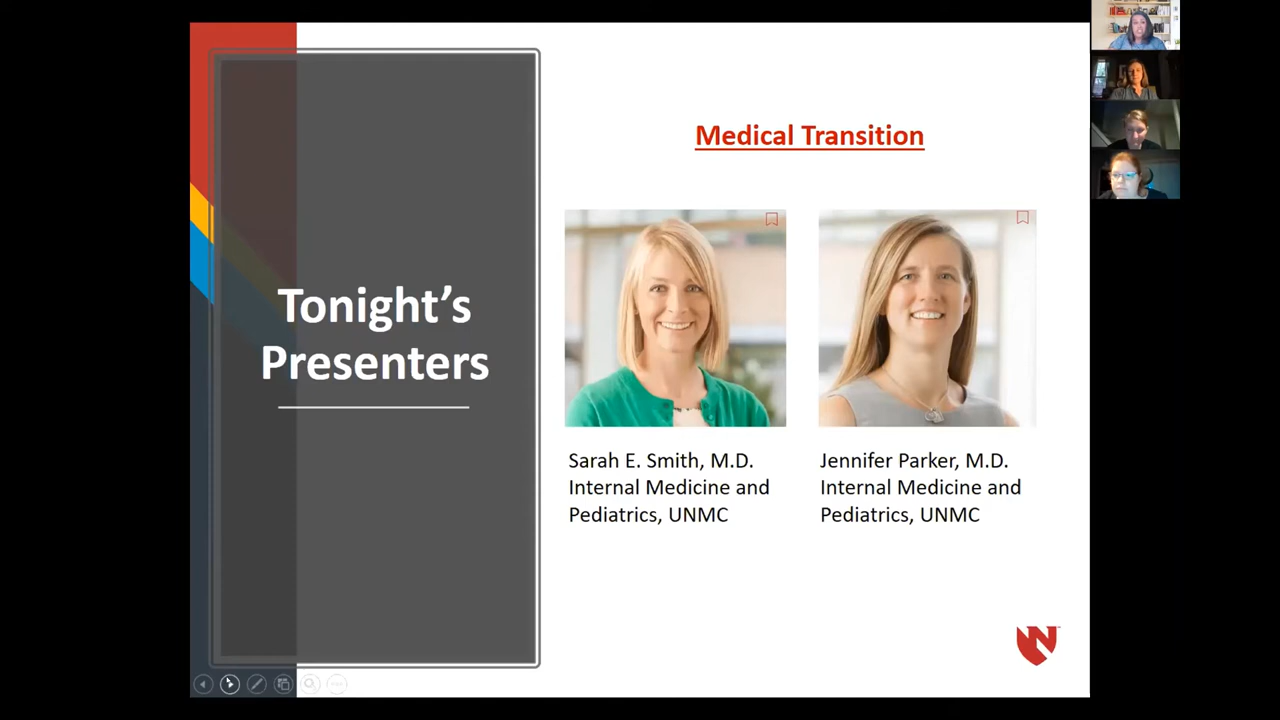 Tonight's
Presenters
Medical Transition
Sarah E. Smith, M.D.
Internal Medicine and
Pediatrics, UNMC
Jennifer Parker, M.D.
Internal Medicine and
Pediatrics, UNMC